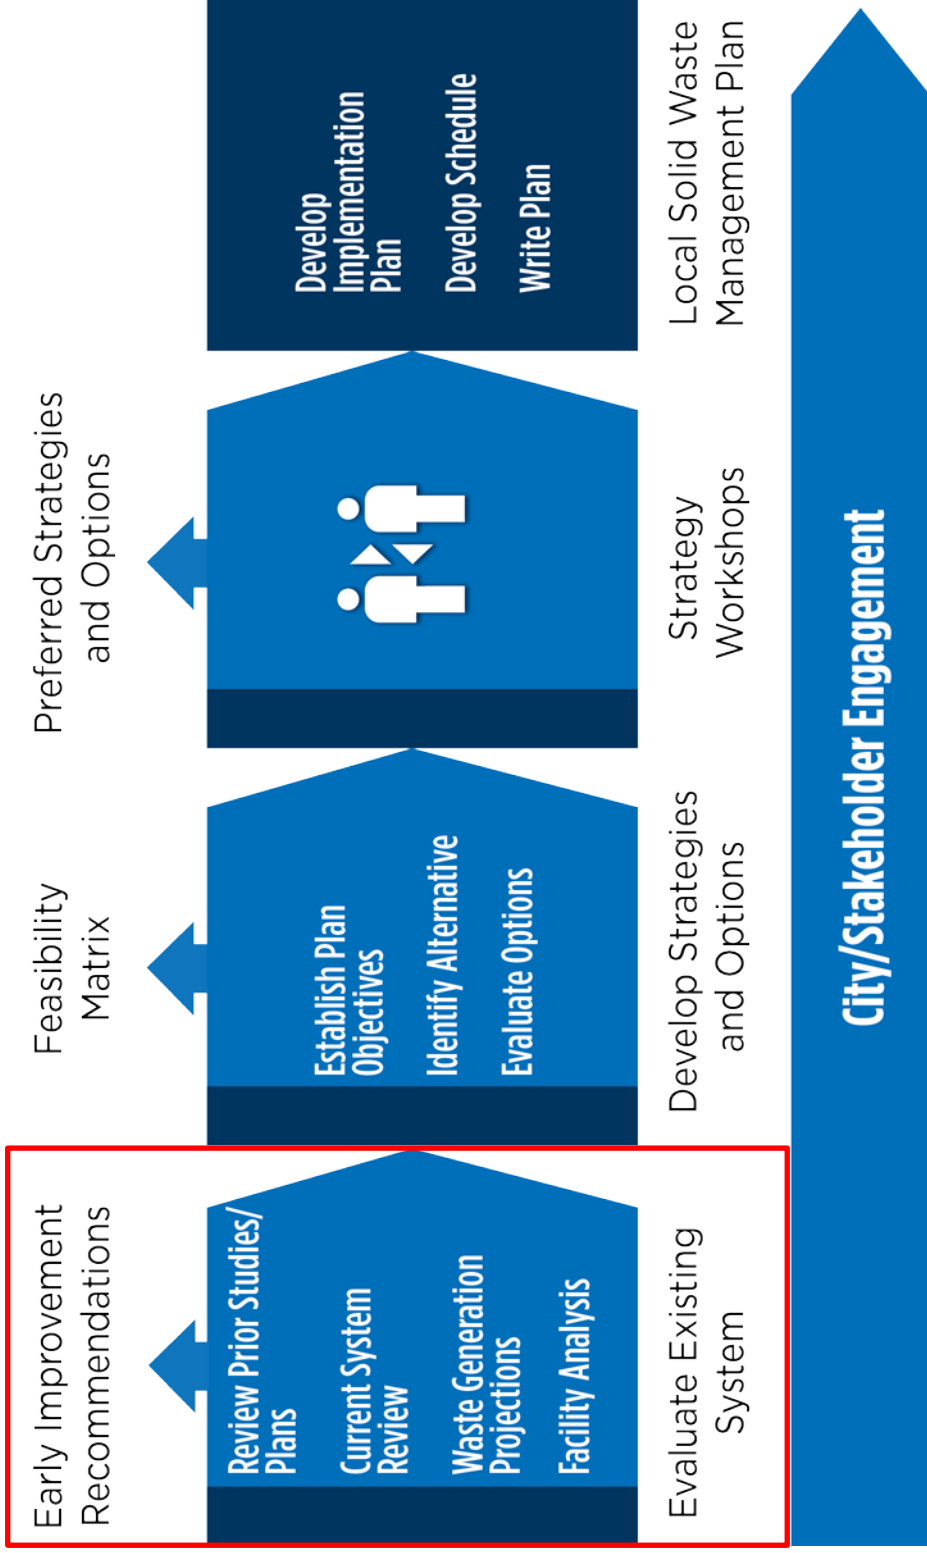 Early Improvement
Recommendations
Review Prior Studies/
Plans
Current System
Review
Waste Generation
Projections
Facility Analysis
Evaluate Existing
System
Feasibility
Matrix
Establish Plan
Objectives
Identify Alternative
Evaluate Options
Develop Strategies
and Options
Preferred Strategies
and Options
Strategy
Workshops
Develop
Implementation
Plan
Develop Schedule
Write Plan
Local Solid Waste
Management Plan
City/Stakeholder Engagement